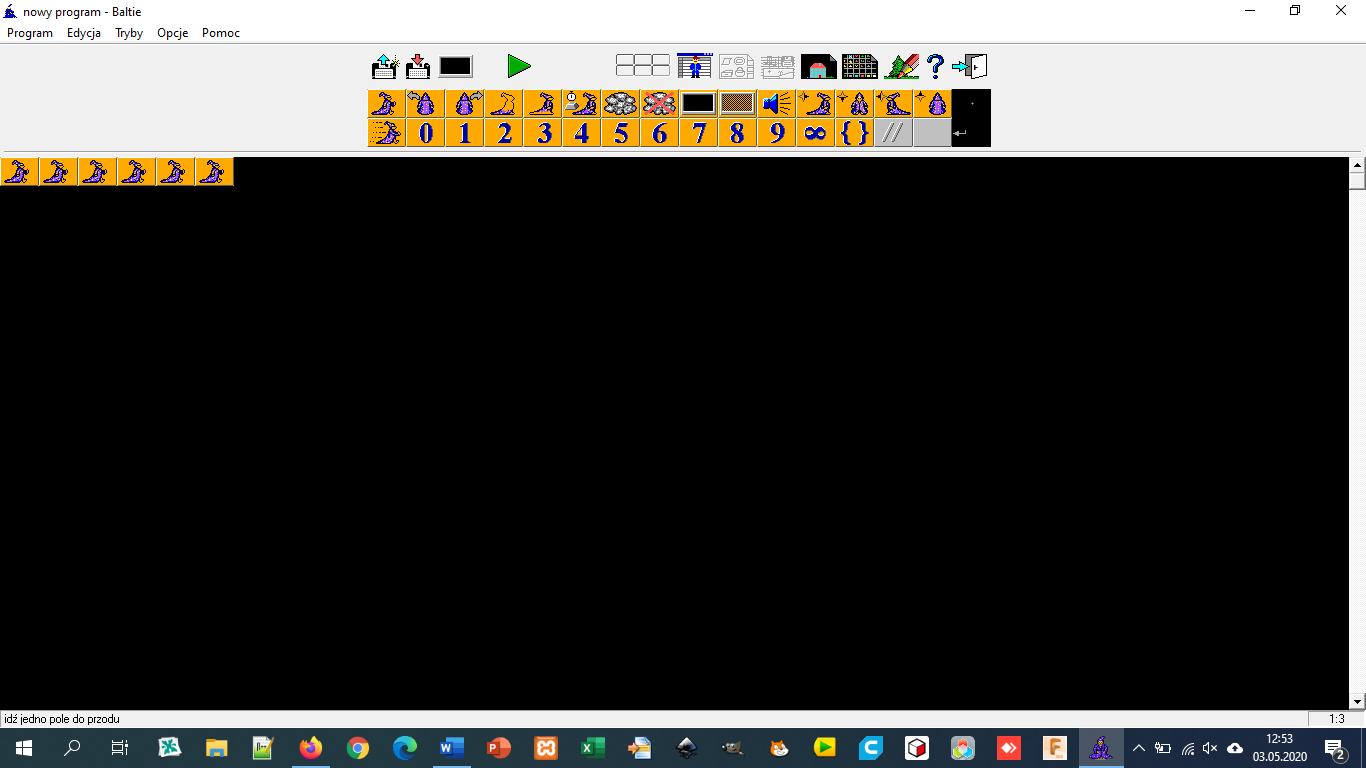 nowy program - Baltie
Program Edycja Tryby Opcje Pomoc
?
0 1 2 3 4 5 6 7 8 9 ∞ { } //
idź jedno pole do przodu
1:3
12:53
03.05.2020
2